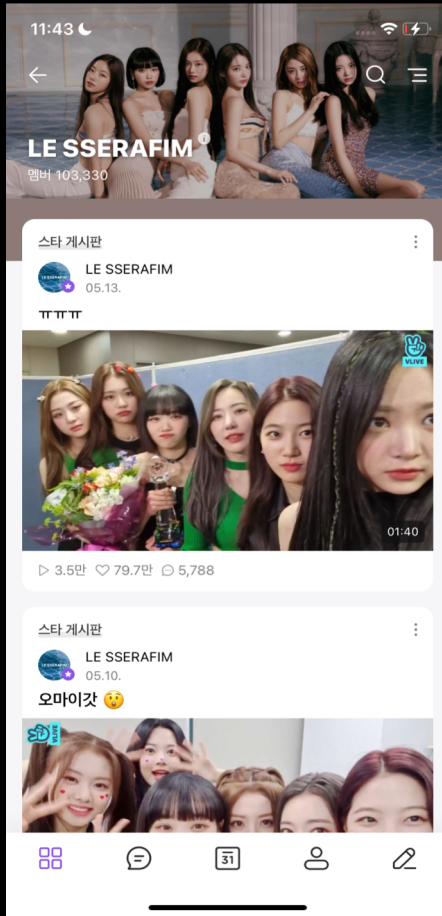 11:43
LE SSERAFIM
멤버 103,330
스타 게시판
LE SSERAFIM
05.13.
ㅠㅠㅠ
VLIVE
01:40
3.5만 79.7만 5,788
스타 게시판
LE SSERAFIM
05.10.
오마이갓 😲
VLIVE
31